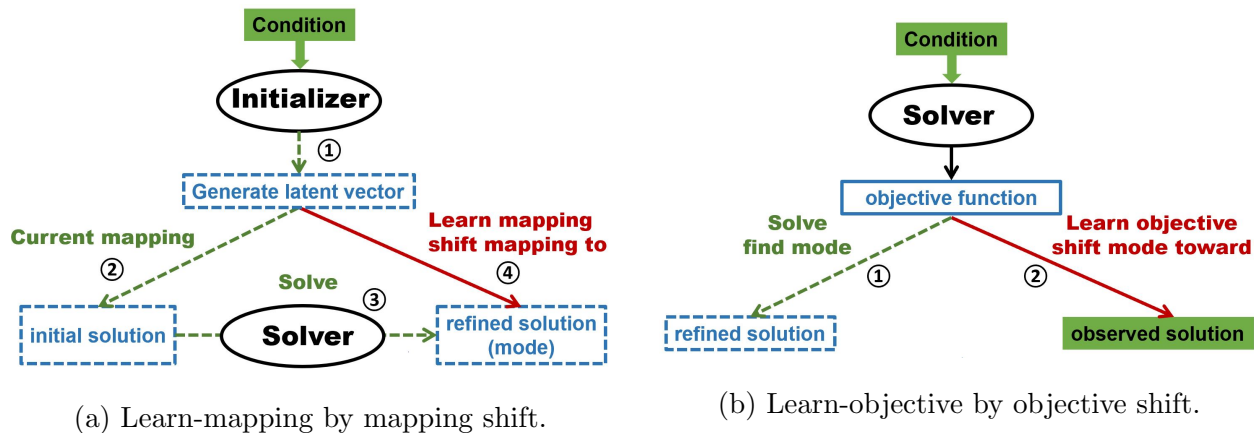 Condition
Initializer
①
Generate latent vector
Current mapping
②
Learn mapping
shift mapping to
④
Solve
③
initial solution
Solver
refined solution
(mode)
(a) Learn-mapping by mapping shift.
Condition
Solver
objective function
Solve
find mode
①
Learn objective
shift mode toward
②
refined solution
observed solution
(b) Learn-objective by objective shift.